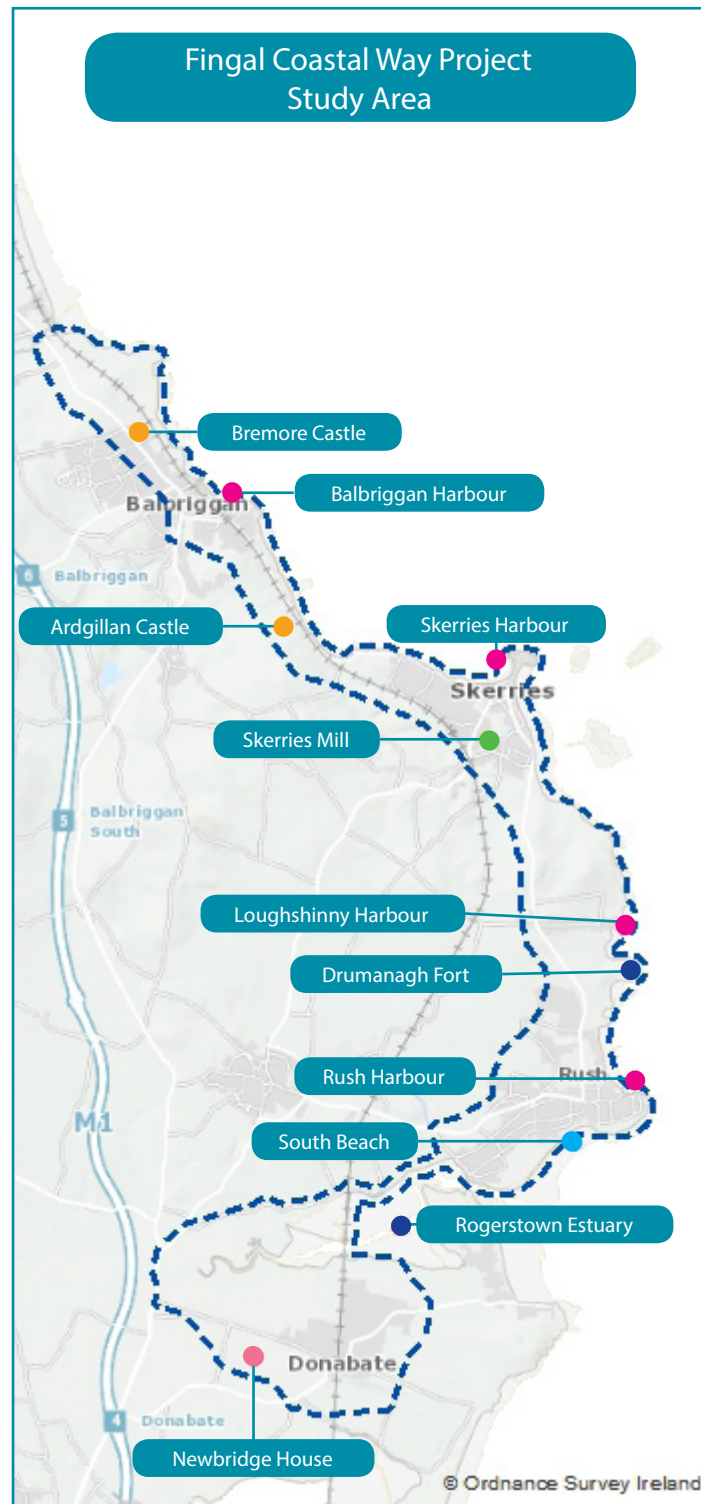 Fingal Coastal Way Project
Study Area
Bremore Castle
Balbriggan Harbour
Balbriggan
6
Balbriggan
Ardgillan Castle
Skerries Harbour
Skerries
Skerries Mill
5
Balbriggan
South
Loughshinny Harbour
Drumanagh Fort
Rush Harbour
Rush
M1
South Beach
Rogerstown Estuary
Donabate
4
Donabate
Newbridge House
© Ordnance Survey Ireland